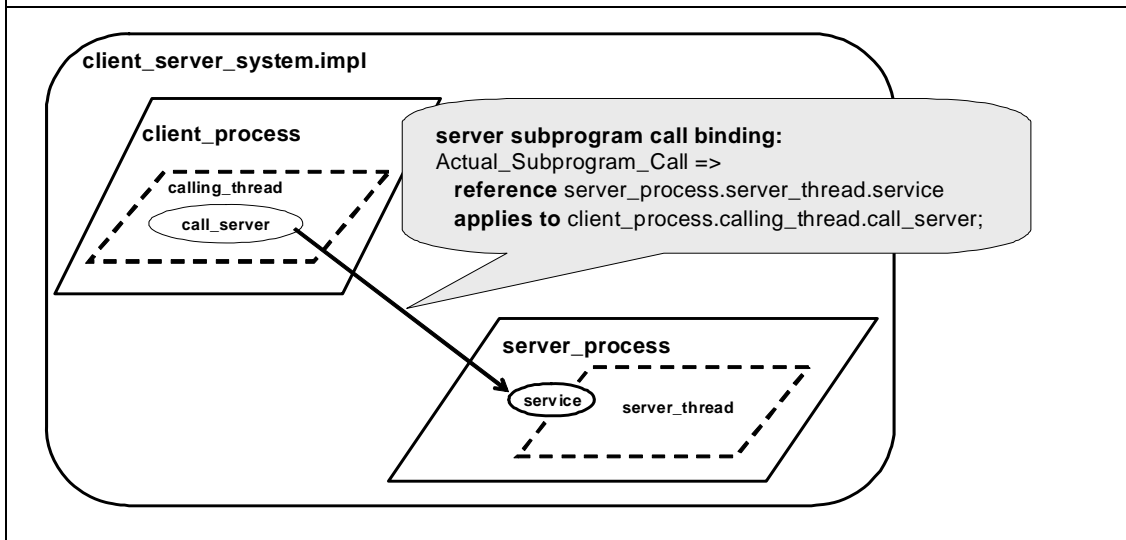 client_server_system.impl
client_process
calling_thread
call_server
server subprogram call binding:
Actual_Subprogram_Call =>
reference server_process.server_thread.service
applies to client_process.calling_thread.call_server;
server_process
service
server_thread